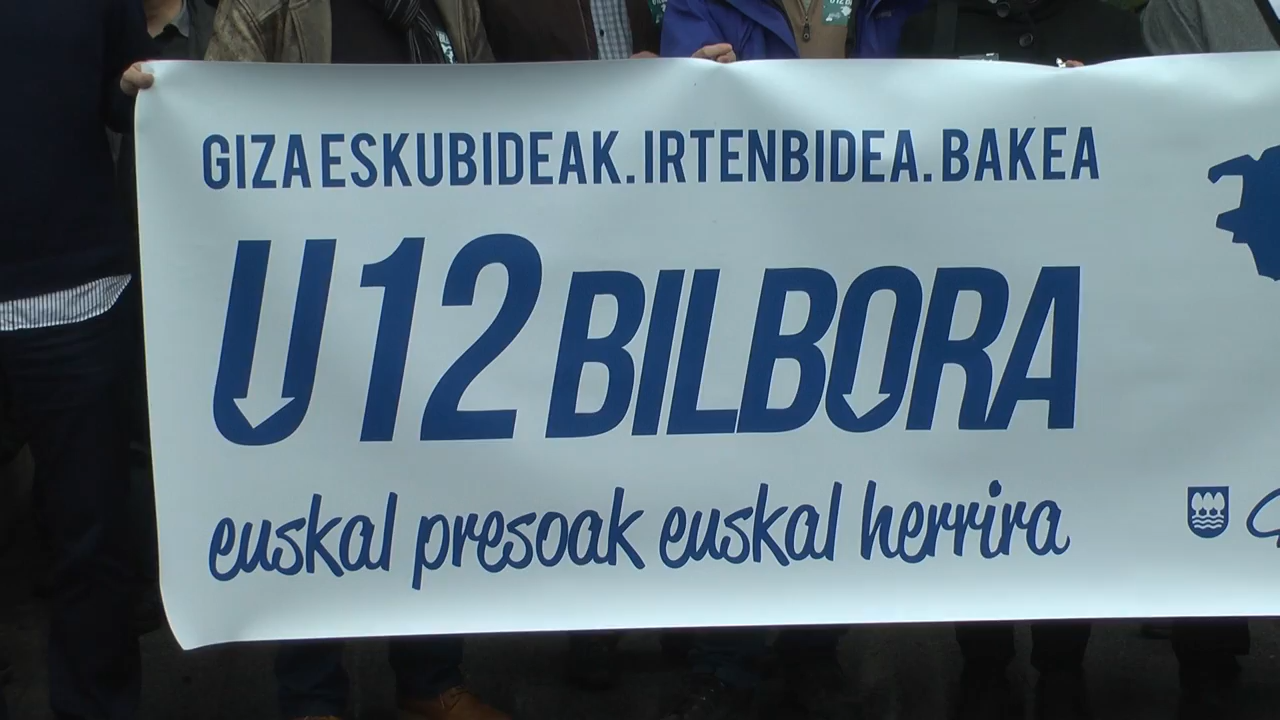 GIZA ESKUBIDEAK. IRTENBIDEA. BAKEA
U12 BILBORA
euskal presoak euskal herrira